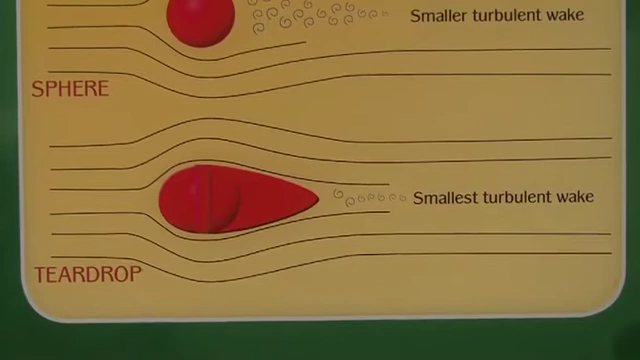 Smaller turbulent wake
SPHERE
Smallest turbulent wake
TEARDROP